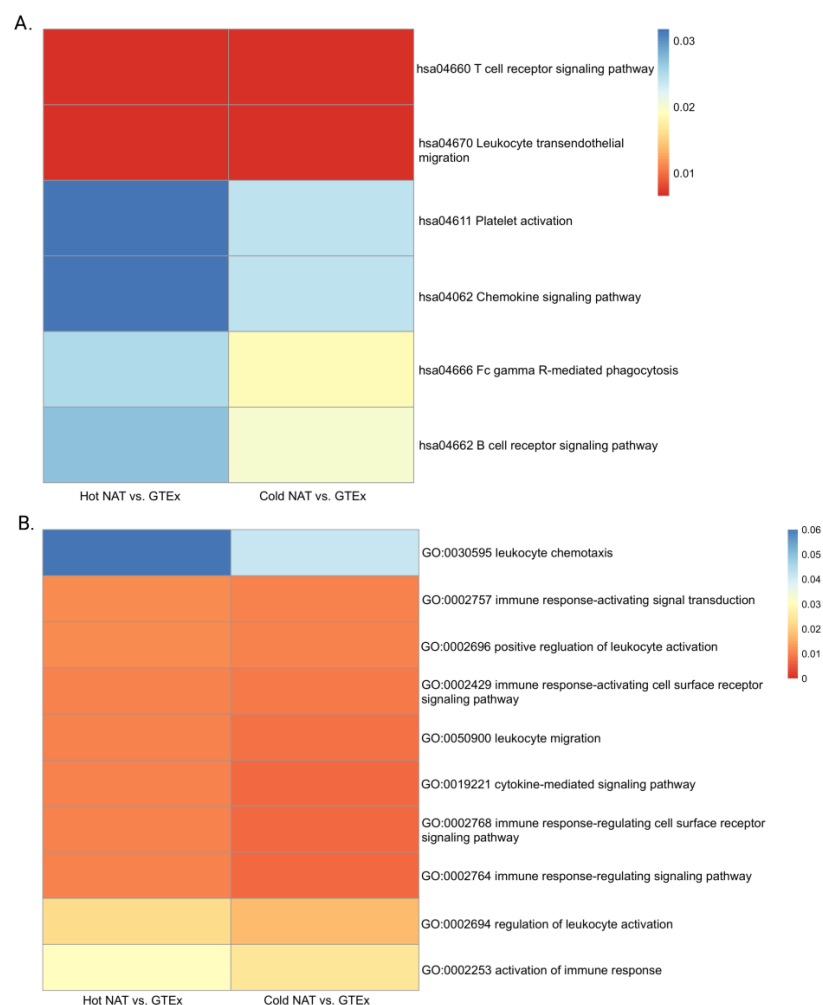 A.
hsa04660 T cell receptor signaling pathway
hsa04670 Leukocyte transendothelial
migration
hsa04611 Platelet activation
hsa04062 Chemokine signaling pathway
hsa04666 Fc gamma R-mediated phagocytosis
hsa04662 B cell receptor signaling pathway
0.03
0.02
0.01
Hot NAT vs. GTEx
Cold NAT vs. GTEx
B.
GO:0030595 leukocyte chemotaxis
GO:0002757 immune response-activating signal transduction
GO:0002696 positive regluation of leukocyte activation
GO:0002429 immune response-activating cell surface receptor
signaling pathway
GO:0050900 leukocyte migration
GO:0019221 cytokine-mediated signaling pathway
GO:0002768 immune response-regulating cell surface receptor
signaling pathway
GO:0002764 immune response-regulating signaling pathway
GO:0002694 regulation of leukocyte activation
GO:0002253 activation of immune response
0.06
0.05
0.04
0.03
0.02
0.01
0
Hot NAT vs. GTEx
Cold NAT vs. GTEx